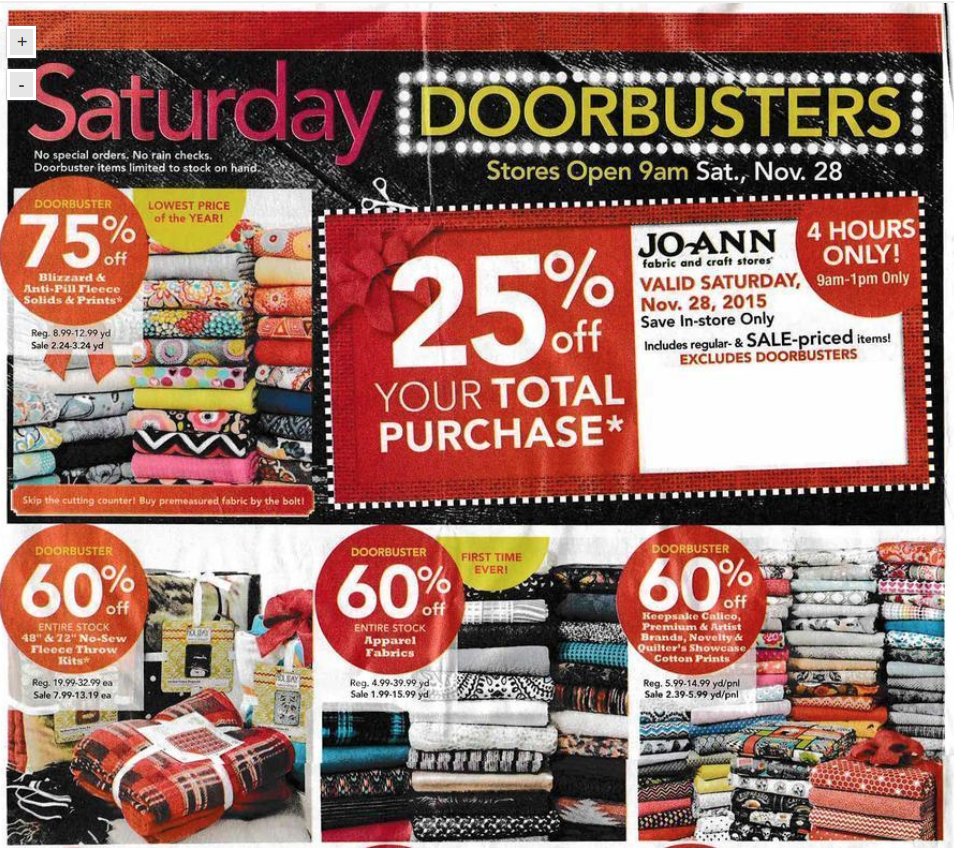 +
-
Saturday DOORBUSTERS
No special orders. No rain checks.
Doorbuster items limited to stock on hand.
Stores Open 9am Sat., Nov. 28
DOORBUSTER
75% off
Blizzard &
Anti-Pill Fleece
Solids & Prints*
Reg. 8.99-12.99 yd
Sale 2.24-3.24 yd
LOWEST PRICE
of the YEAR!
Skip the cutting counter! Buy premeasured fabric by the bolt!
25% off
YOUR TOTAL
PURCHASE*
JO-ANN
fabric and craft stores
VALID SATURDAY,
Nov. 28, 2015
Save In-store Only
Includes regular- & SALE-priced items!
EXCLUDES DOORBUSTERS
4 HOURS
ONLY!
9am-1pm Only
DOORBUSTER
60% off
ENTIRE STOCK
48" & 72" No-Sew
Fleece Throw
Kits*
Reg. 19.99-32.99 ea
Sale 7.99-13.19 ea
HOLIDAY
HOLIDAY
DOORBUSTER
60% off
ENTIRE STOCK
Apparel
Fabrics
Reg. 4.99-39.99 yd
Sale 1.99-15.99 yd
FIRST TIME
EVER!
DOORBUSTER
60% off
Keepsake Calico,
Premium & Artist
Brands, Novelty &
Quilter's Showcase
Cotton Prints
Reg. 5.99-14.99 yd/pnl
Sale 2.39-5.99 yd/pnl